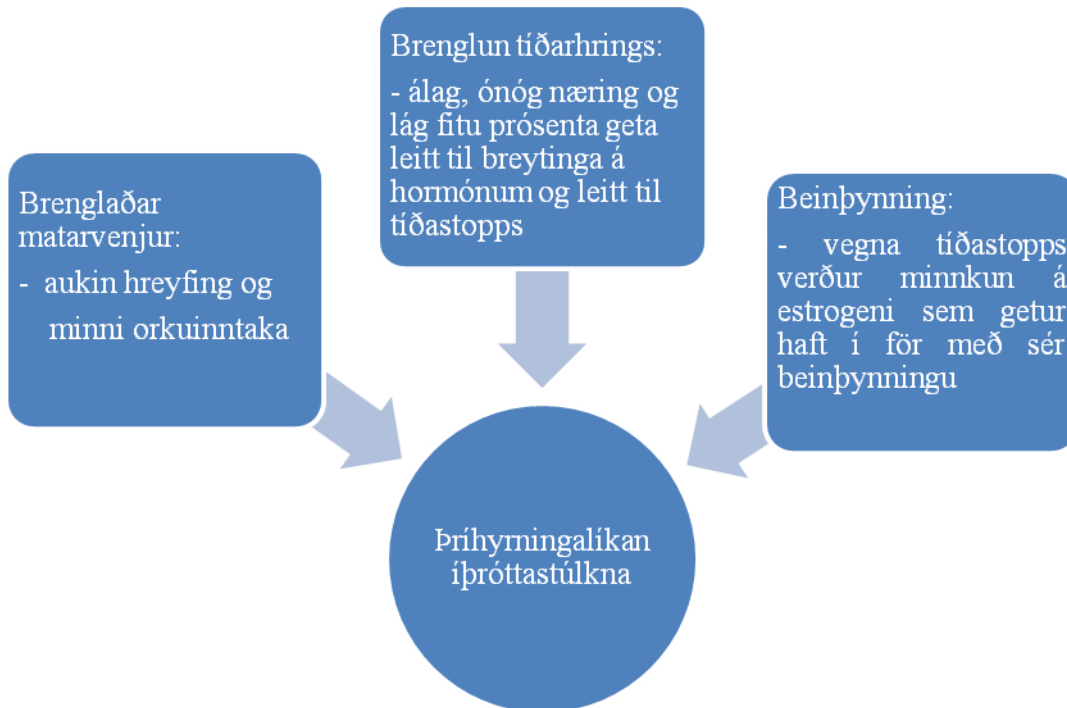 Brenglaðar
matarvenjur:
- aukin hreyfing og
minni orkuinntaka
Brenglun tíðarhrings:
- álag, ónóg næring og
lág fitu prósenta geta
leitt til breytinga á
hormónum og leitt til
tíðastopps
Beinþynning:
- vegna tíðastopps
verður minnkun á
estrogeni sem getur
haft í för með sér
beinþynningu
Þríhyrningalíkan
íþróttastúlkna